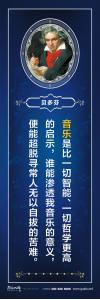 贝多芬
音乐是比一切智能、一切哲学更高
的启示，谁能渗透我音乐的意义，
便能超脱寻常人无以自拔的苦难。